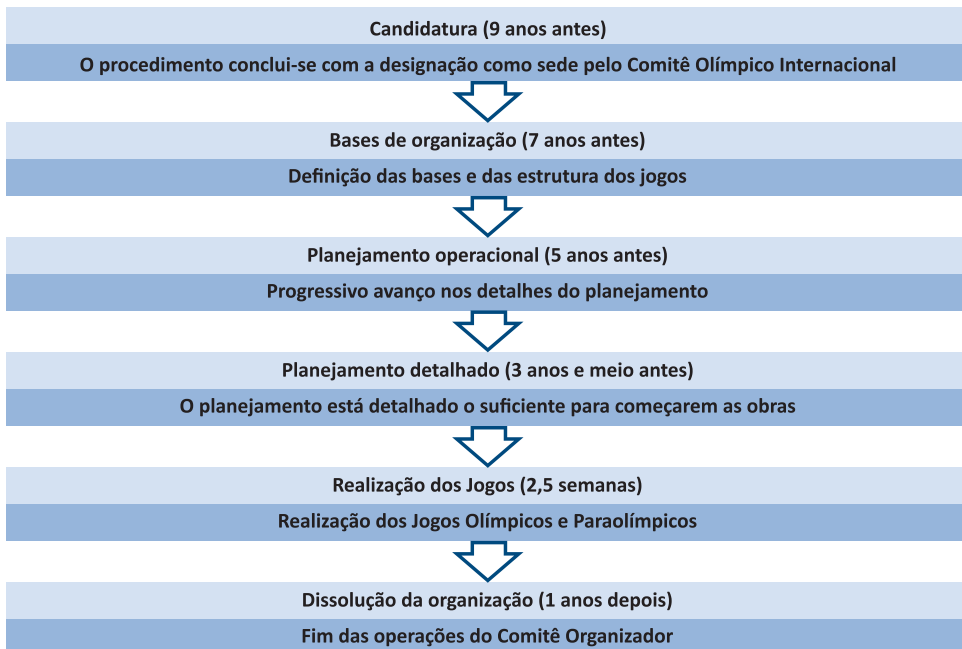 Candidatura (9 anos antes)
O procedimento conclui-se com a designação como sede pelo Comitê Olímpico Internacional
Bases de organização (7 anos antes)
Definição das bases e das estrutura dos jogos
Planejamento operacional (5 anos antes)
Progressivo avanço nos detalhes do planejamento
Planejamento detalhado (3 anos e meio antes)
O planejamento está detalhado o suficiente para começarem as obras
Realização dos Jogos (2,5 semanas)
Realização dos Jogos Olímpicos e Paraolímpicos
Dissolução da organização (1 anos depois)
Fim das operações do Comitê Organizador